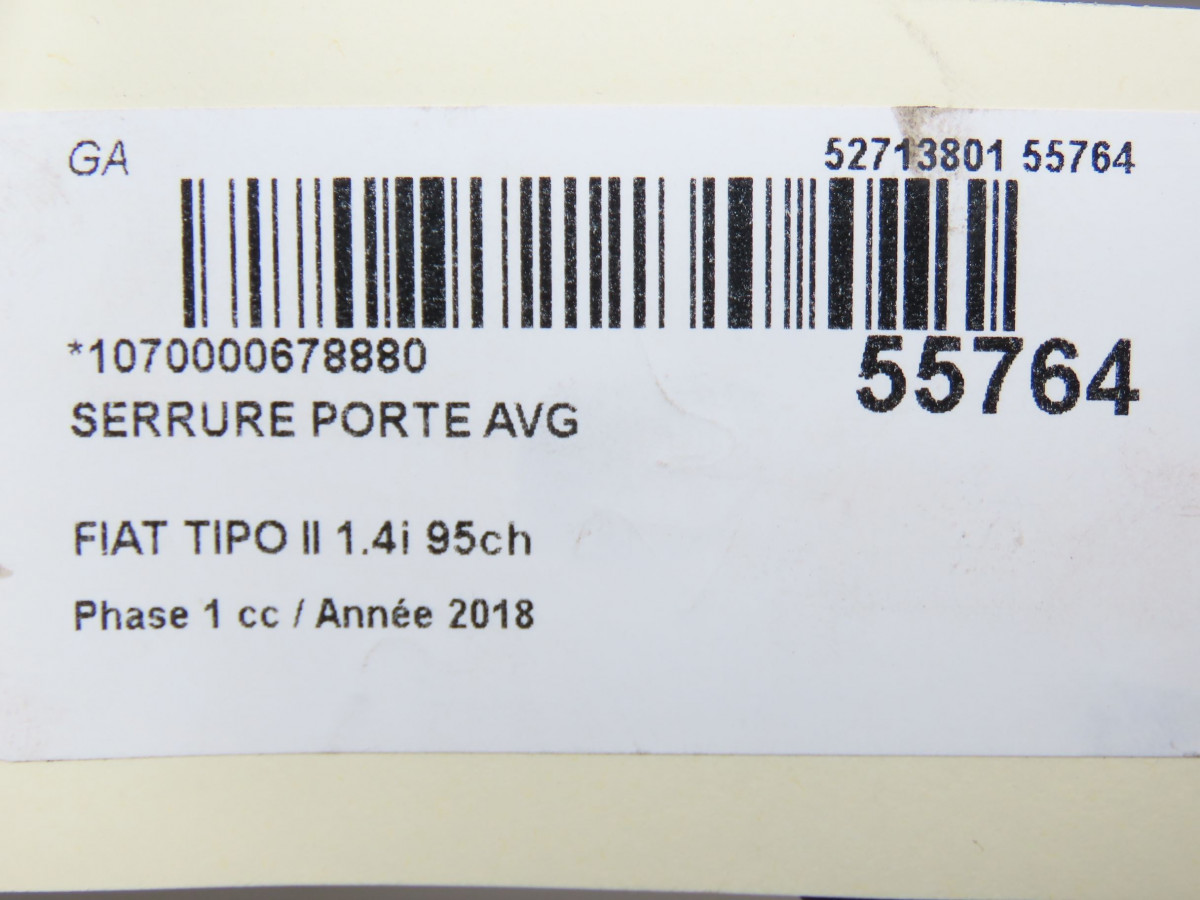 GA 52713801 55764
*1070000678880 55764
SERRURE PORTE AVG
FIAT TIPO II 1.4i 95ch
Phase 1 cc / Année 2018